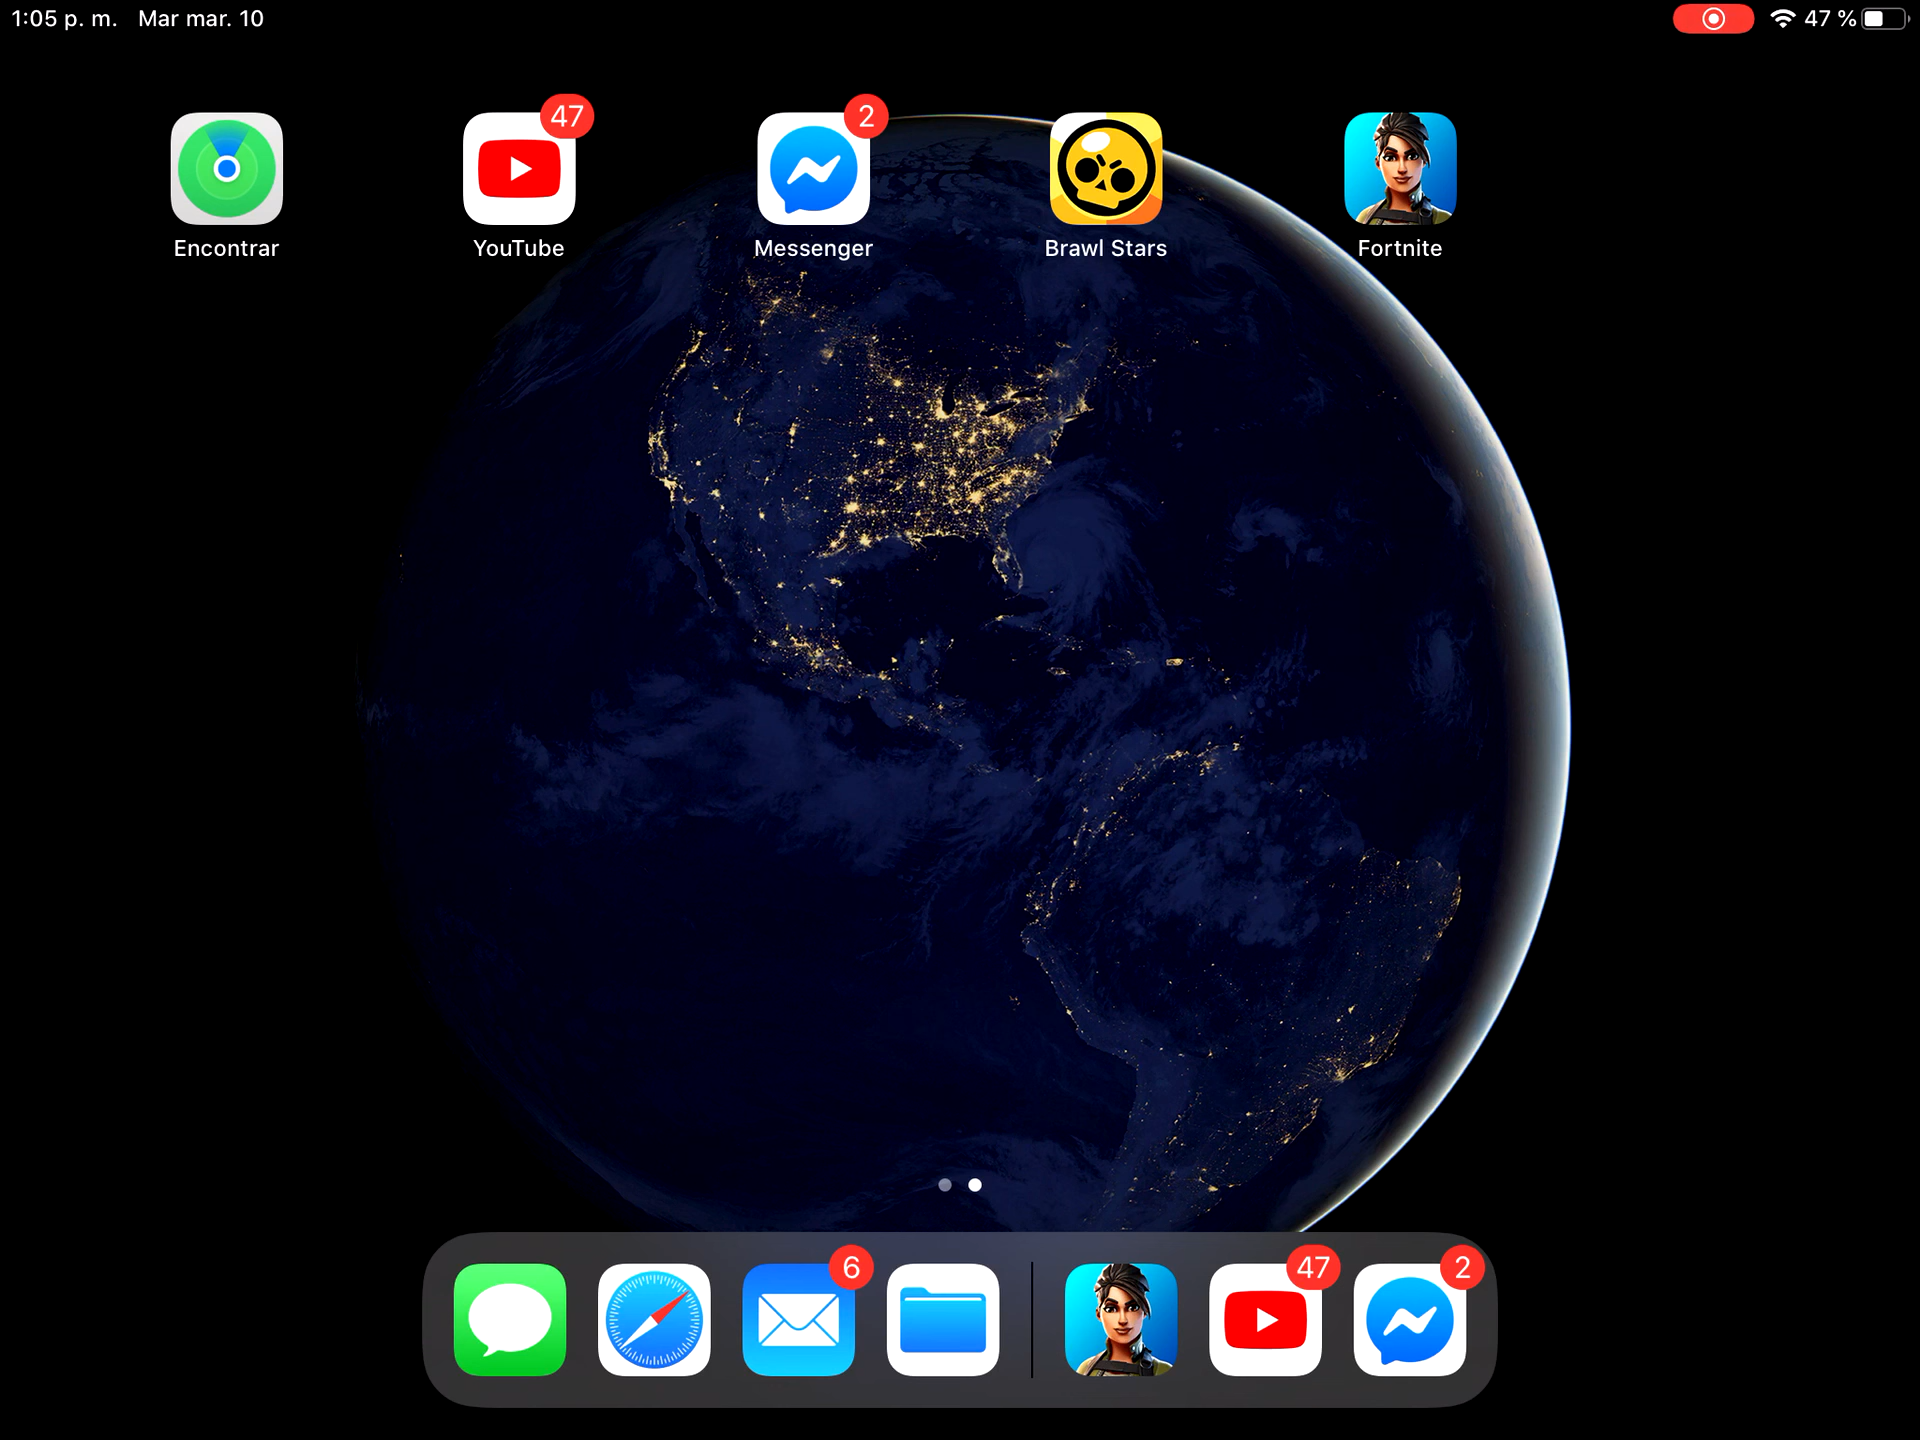 1:05 p. m. Mar mar. 10
47 %
47
2
Encontrar
YouTube
Messenger
Brawl Stars
Fortnite
6
47
2